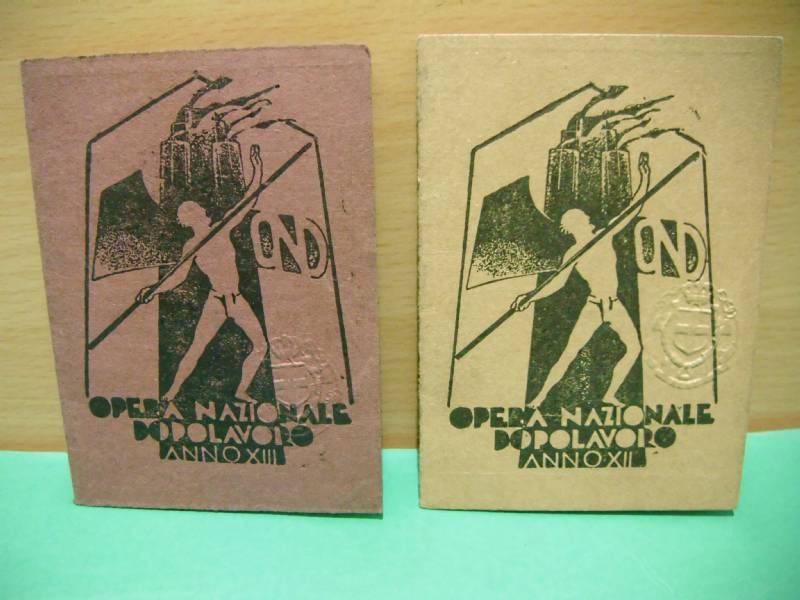 OND
OPERA NAZIONALE
DOPOLAVORO
ANNO XIII
OND
OPERA NAZIONALE
DOPOLAVORO
ANNO XII